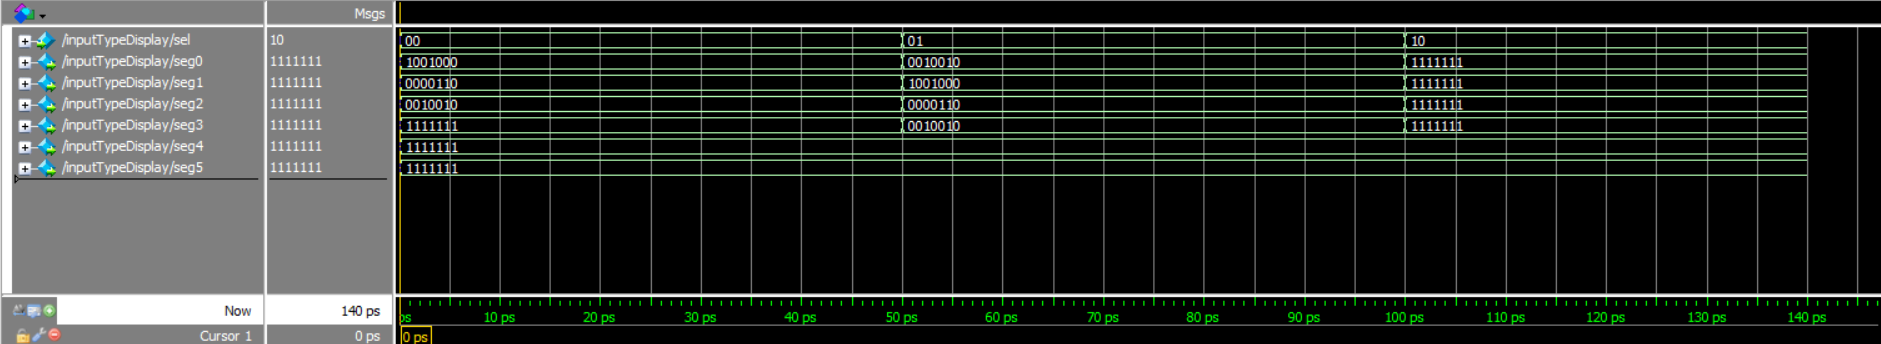 Msgs
/inputTypeDisplay/sel 10 00 01 10
/inputTypeDisplay/seg0 1111111 1001000 0010010 1111111
/inputTypeDisplay/seg1 1111111 0000110 1001000 1111111
/inputTypeDisplay/seg2 1111111 0010010 0000110 1111111
/inputTypeDisplay/seg3 1111111 1111111 0010010 1111111
/inputTypeDisplay/seg4 1111111 1111111
/inputTypeDisplay/seg5 1111111 1111111
Now 140 ps ps 10 ps 20 ps 30 ps 40 ps 50 ps 60 ps 70 ps 80 ps 90 ps 100 ps 110 ps 120 ps 130 ps 140 ps
Cursor 1 0 ps 0 ps